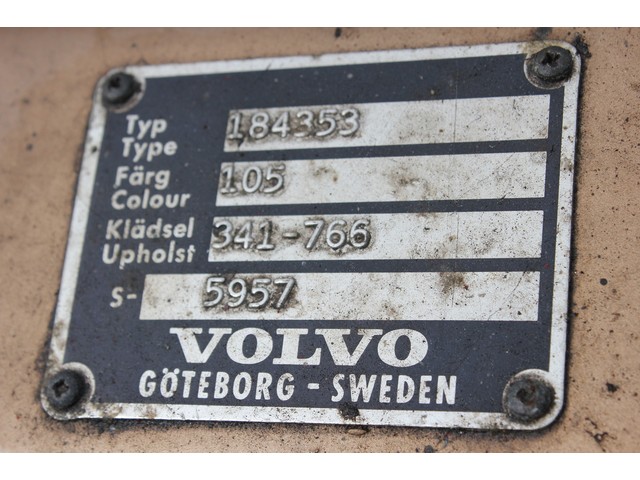 Typ 184353
Type
Färg 105
Colour
Klädsel 341-766
Upholst
S- 5957
VOLVO
GÖTEBORG - SWEDEN